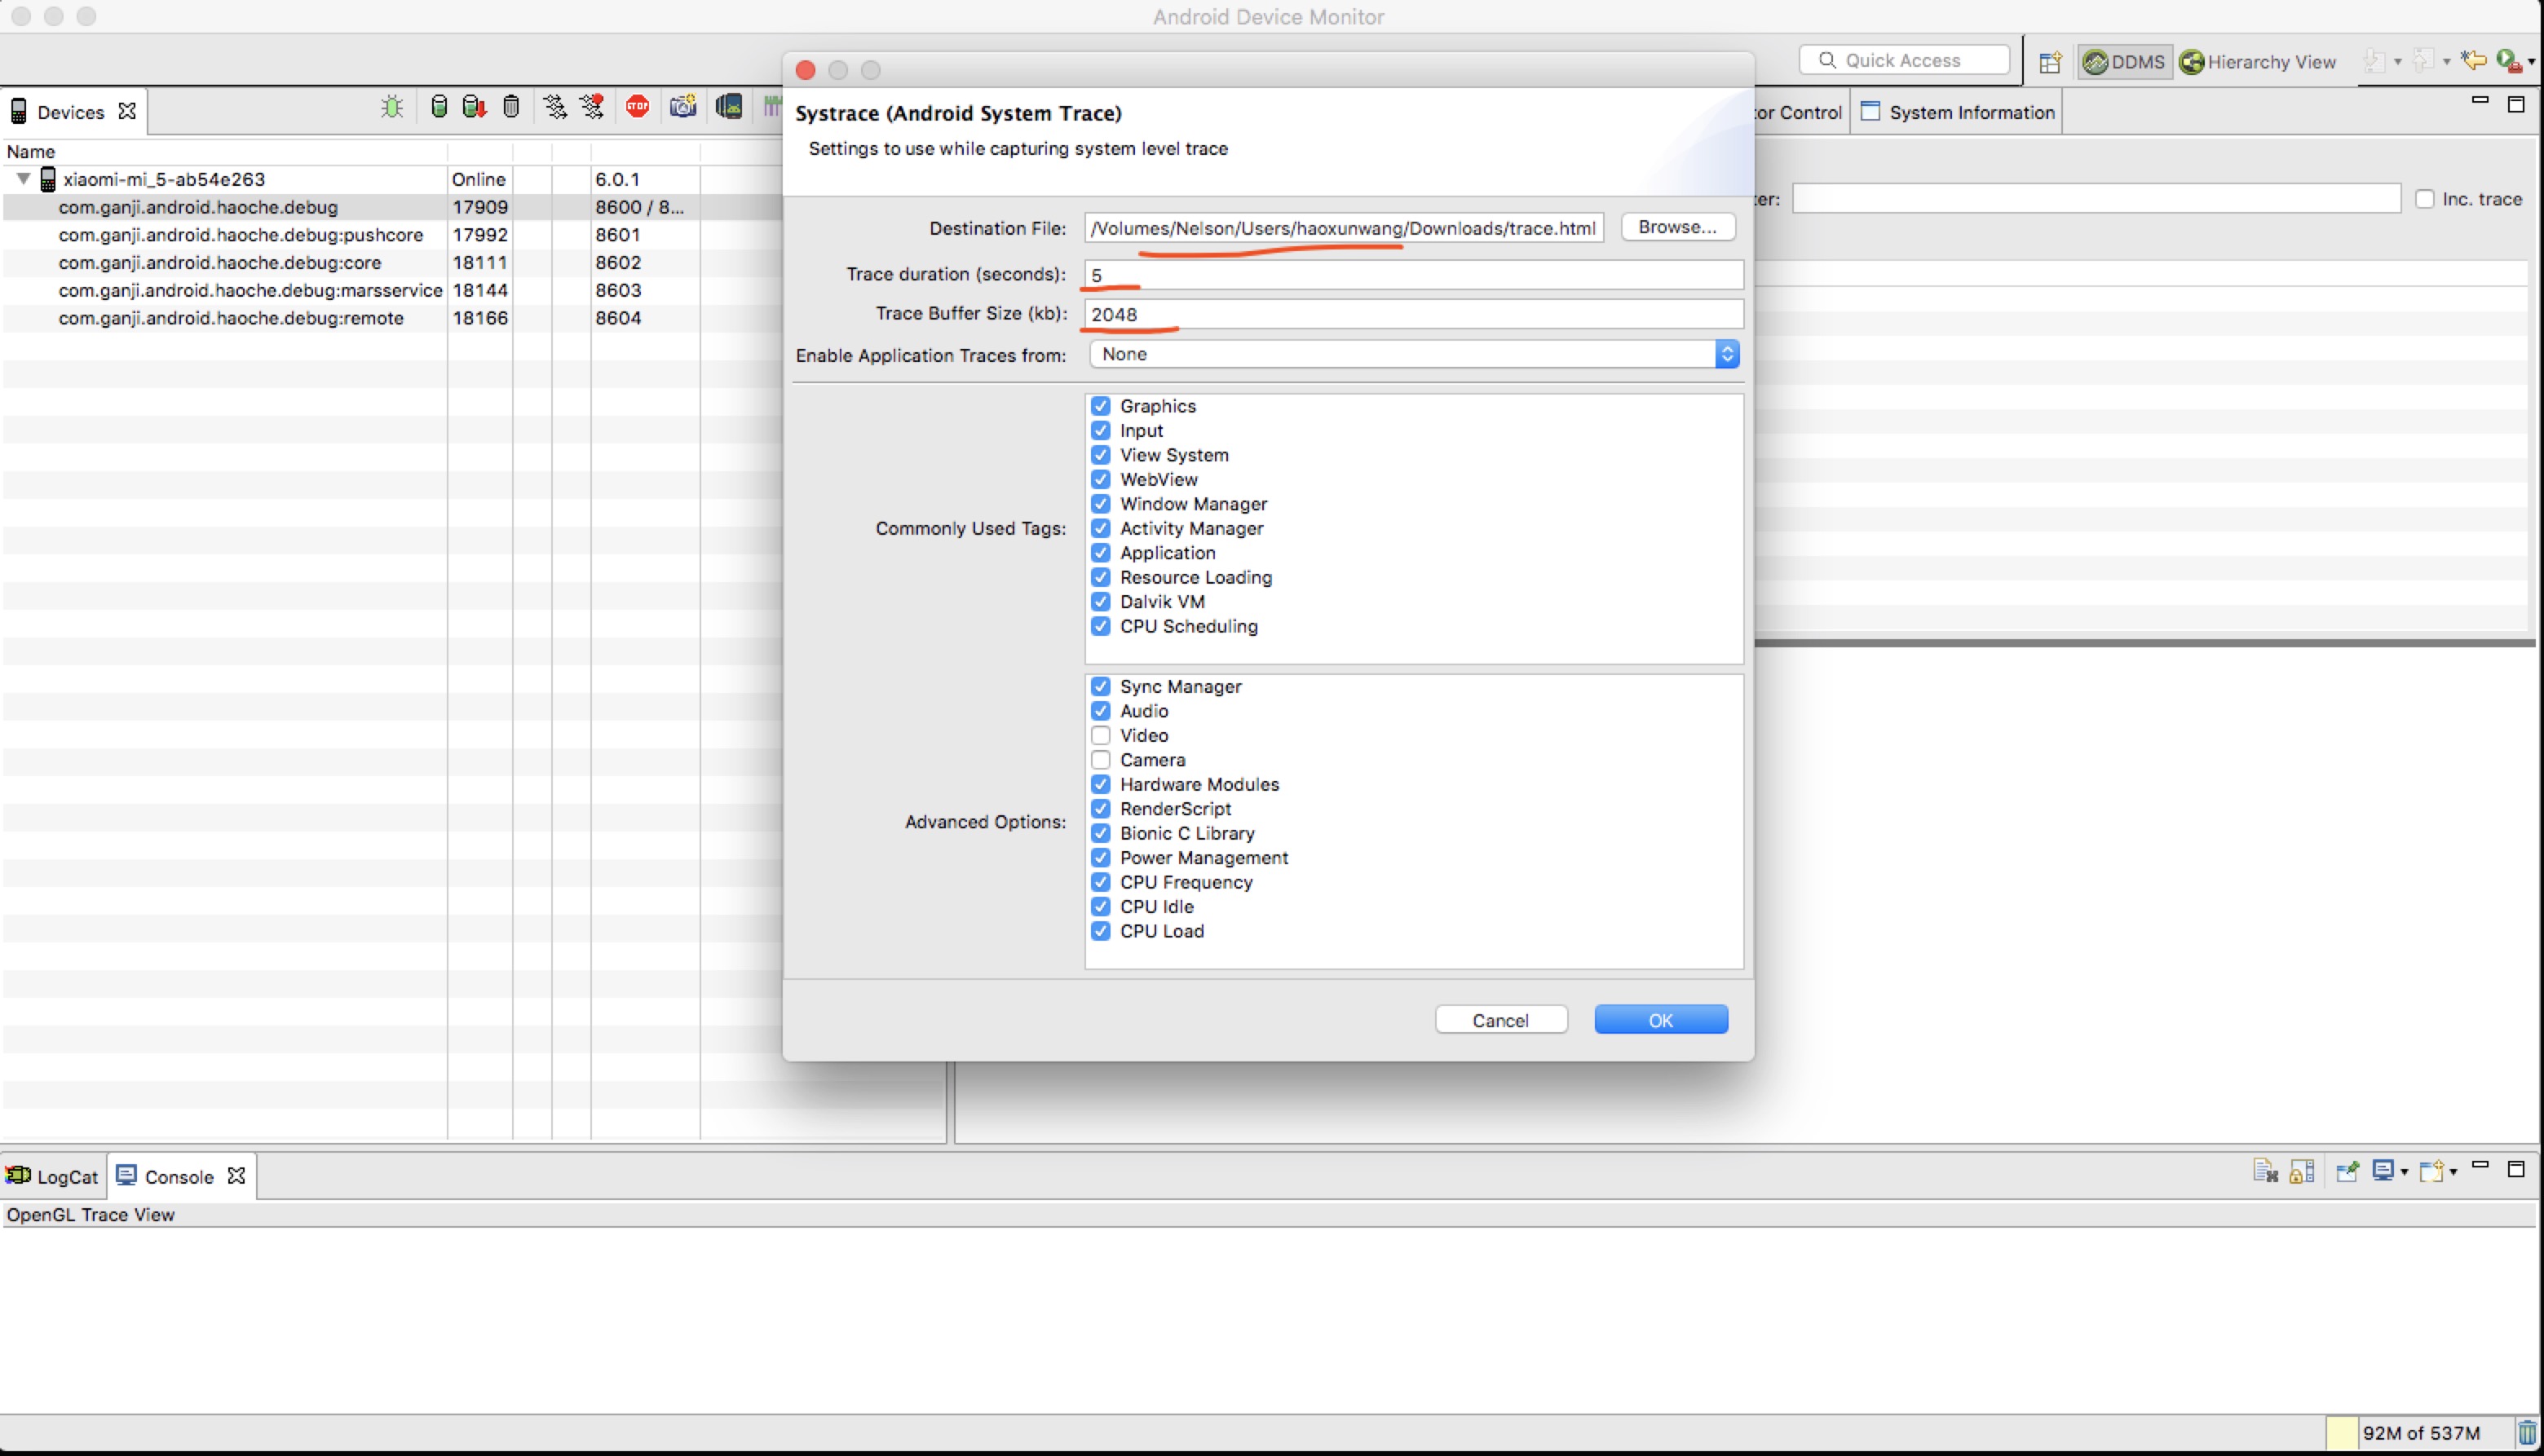 Android Device Monitor
Quick Access
DDMS
Hierarchy View
Devices
Name
xiaomi-mi_5-ab54e263 Online 6.0.1
com.ganji.android.haoche.debug 17909 8600 / 8...
com.ganji.android.haoche.debug:pushcore 17992 8601
com.ganji.android.haoche.debug:core 18111 8602
com.ganji.android.haoche.debug:marsservice 18144 8603
com.ganji.android.haoche.debug:remote 18166 8604
STOP
Systrace (Android System Trace)
Settings to use while capturing system level trace
Destination File: /Volumes/Nelson/Users/haoxunwang/Downloads/trace.html Browse...
Trace duration (seconds): 5
Trace Buffer Size (kb): 2048
Enable Application Traces from: None
Commonly Used Tags:
Graphics
Input
View System
WebView
Window Manager
Activity Manager
Application
Resource Loading
Dalvik VM
CPU Scheduling
Advanced Options:
Sync Manager
Audio
Video
Camera
Hardware Modules
RenderScript
Bionic C Library
Power Management
CPU Frequency
CPU Idle
CPU Load
Cancel
OK
or Control
System Information
er:
Inc. trace
LogCat
Console
OpenGL Trace View
92M of 537M